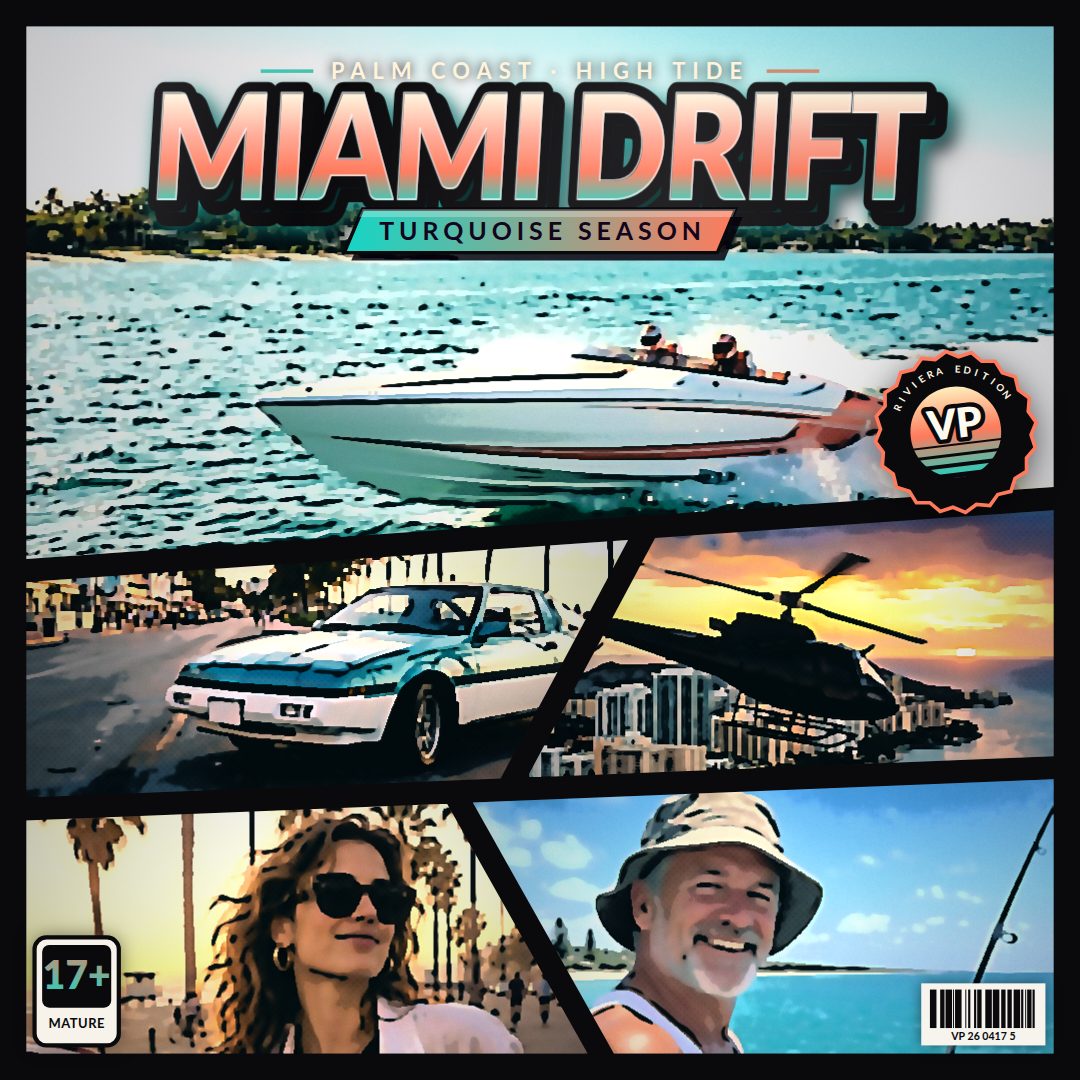 PALM COAST · HIGH TIDE
MIAMI DRIFT
TURQUOISE SEASON
RIVIERA EDITION
VP
17+
MATURE
VP 26 0417 5